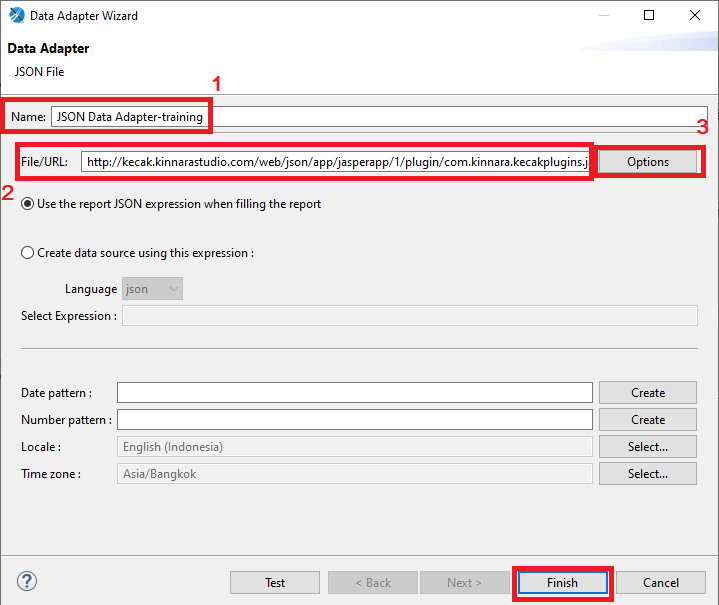 Data Adapter Wizard
Data Adapter
JSON File
1
Name: JSON Data Adapter-training
3
File/URL: http://kecak.kinnarastudio.com/web/json/app/jasperapp/1/plugin/com.kinnara.kecakplugins.j Options
2
Use the report JSON expression when filling the report
Create data source using this expression :
Language json
Select Expression :
Date pattern : Create
Number pattern : Create
Locale : English (Indonesia) Select...
Time zone : Asia/Bangkok Select...
? Test < Back Next > Finish Cancel